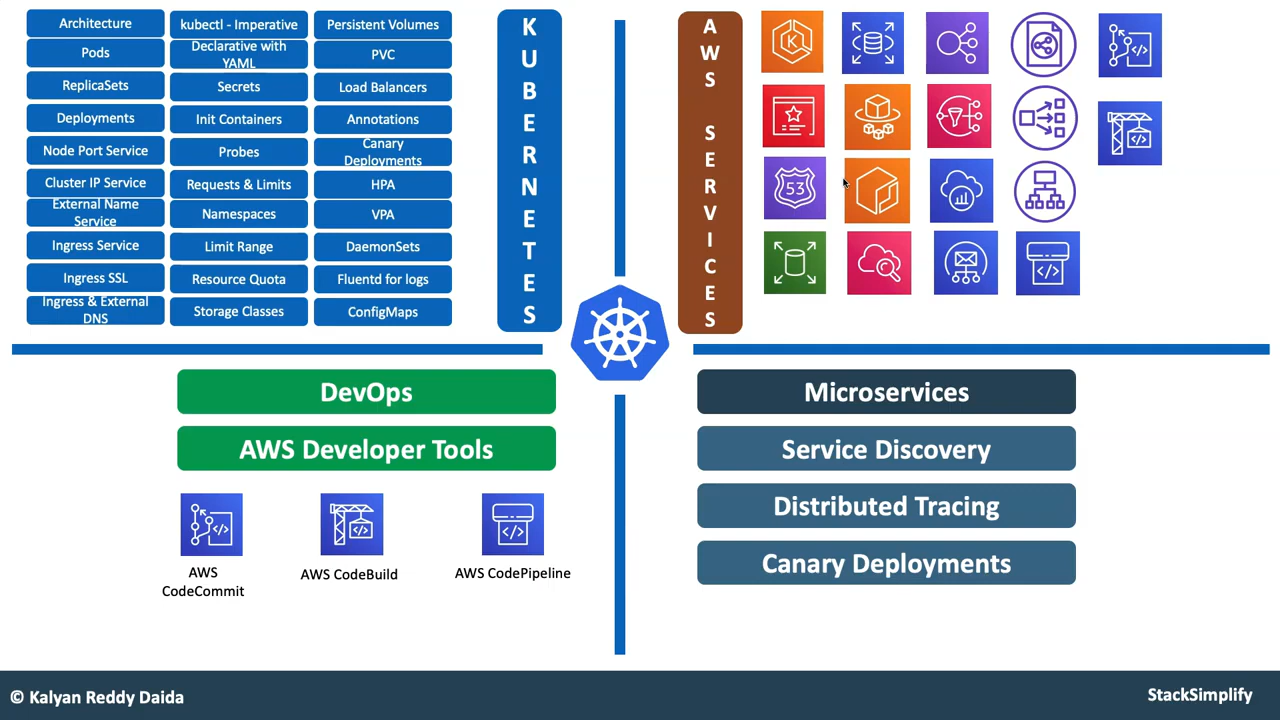 Architecture
Pods
ReplicaSets
Deployments
Node Port Service
Cluster IP Service
External Name
Service
Ingress Service
Ingress SSL
Ingress & External
DNS
kubectl - Imperative
Declarative with
YAML
Secrets
Init Containers
Probes
Requests & Limits
Namespaces
Limit Range
Resource Quota
Storage Classes
Persistent Volumes
PVC
Load Balancers
Annotations
Canary
Deployments
HPA
VPA
DaemonSets
Fluentd for logs
ConfigMaps
KUBERNETES
AWS SERVICES
K
53
DevOps
AWS Developer Tools
AWS
CodeCommit
AWS CodeBuild
AWS CodePipeline
Microservices
Service Discovery
Distributed Tracing
Canary Deployments
© Kalyan Reddy Daida
StackSimplify